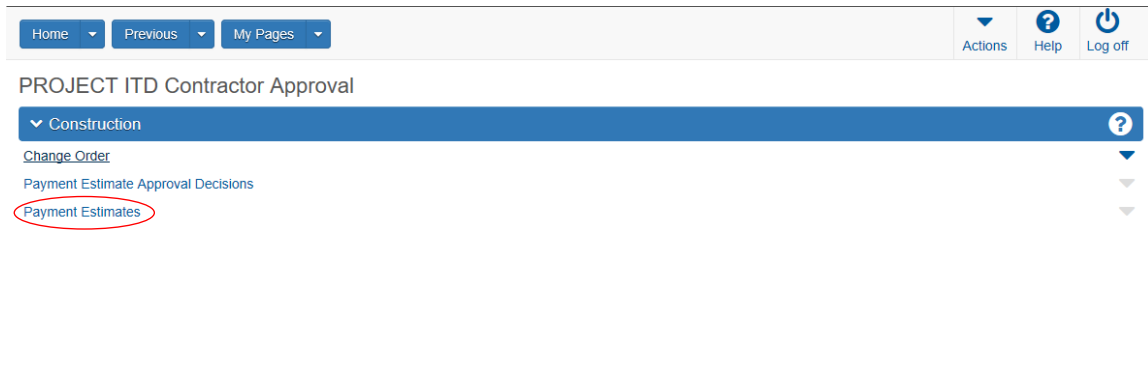 Home Previous My Pages
Actions Help Log off
PROJECT ITD Contractor Approval
Construction
Change Order
Payment Estimate Approval Decisions
Payment Estimates